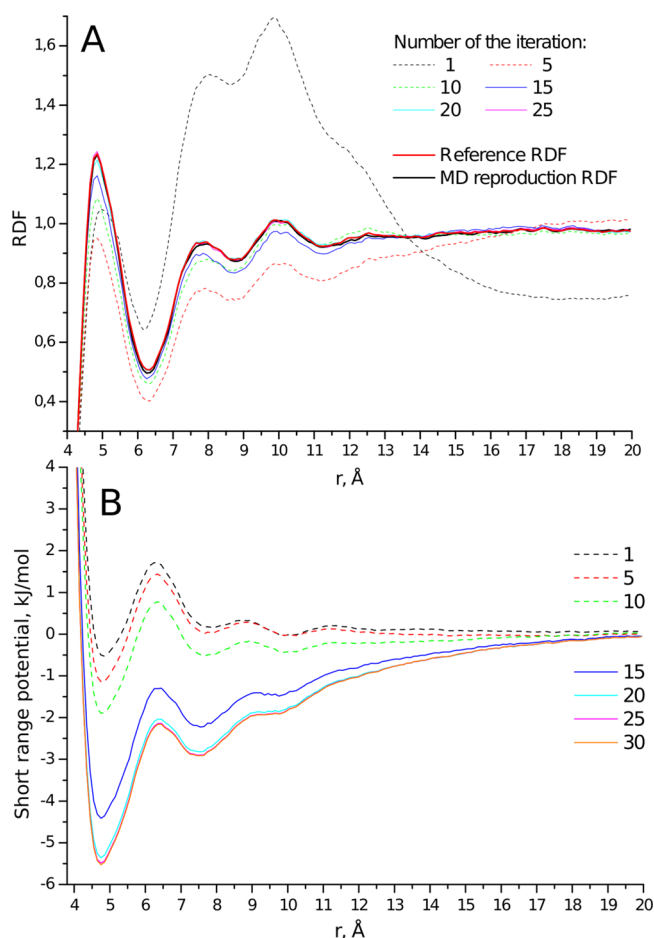 A
Number of the iteration:
1 5
10 15
20 25
Reference RDF
MD reproduction RDF
RDF
1,6
1,4
1,2
1,0
0,8
0,6
0,4
4 5 6 7 8 9 10 11 12 13 14 15 16 17 18 19 20
r, Å
B
Short range potential, kJ/mol
4
3
2
1
0
-1
-2
-3
-4
-5
-6
1
5
10
15
20
25
30
4 5 6 7 8 9 10 11 12 13 14 15 16 17 18 19 20
r, Å